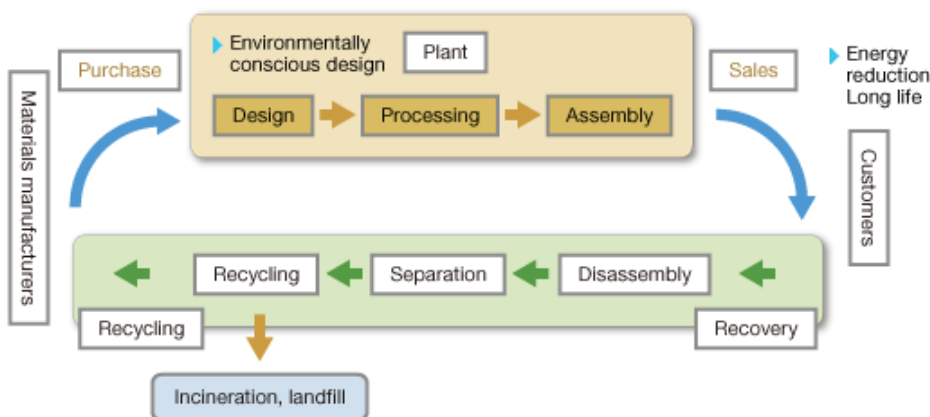 Environmentally
conscious design
Plant
Purchase
Sales
Energy
reduction
Long life
Materials manufacturers
Design
Processing
Assembly
Customers
Recycling
Separation
Disassembly
Recycling
Recovery
Incineration, landfill